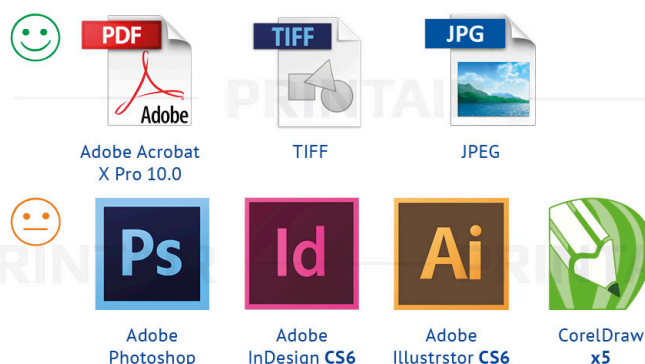 PDF
TIFF
JPG
Adobe
PRINTAIR
Adobe Acrobat
X Pro 10.0
TIFF
JPEG
Ps
Id
Ai
Adobe
Photoshop
Adobe
InDesign CS6
Adobe
Illustrstor CS6
CorelDraw
x5